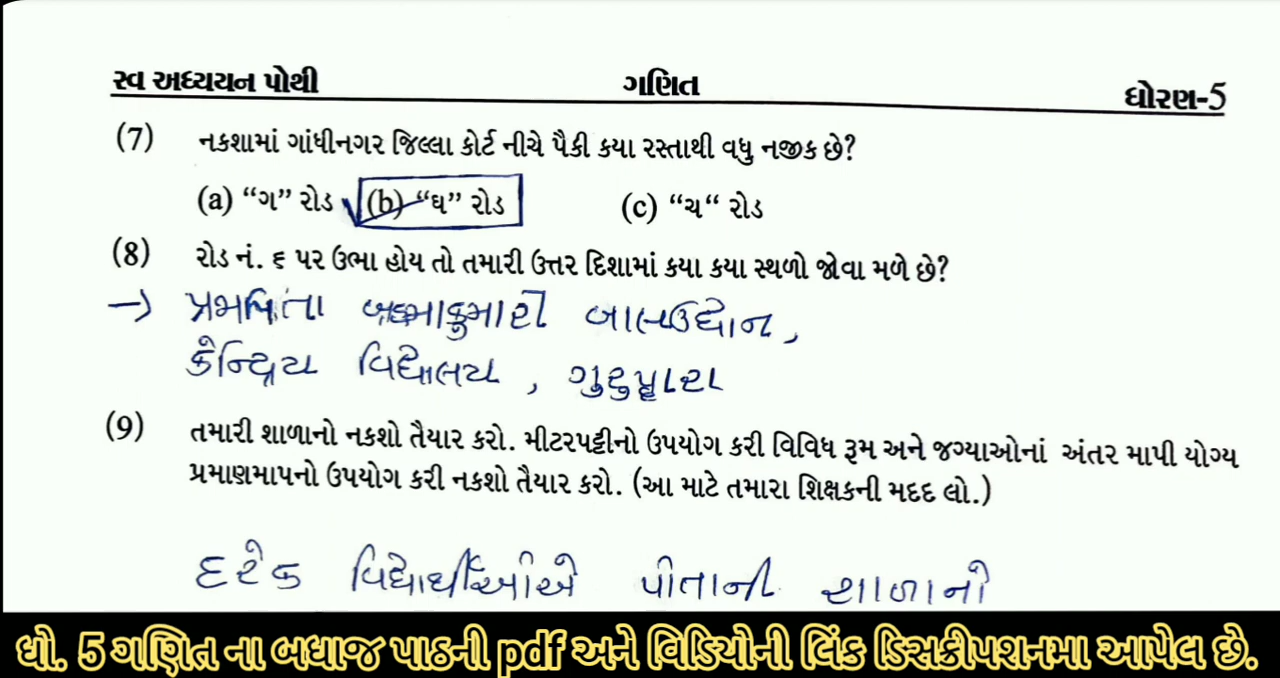 સ્વ અધ્યયન પોથી ગણિત ધોરણ-5
(7) નકશામાં ગાંધીનગર જિલ્લા કોર્ટ નીચે પૈકી કયા રસ્તાથી વધુ નજીક છે?
(a) “ગ” રોડ (b) “ઘ” રોડ (c) “ચ“ રોડ
(8) રોડ નં. ૬ પર ઉભા હોય તો તમારી ઉત્તર દિશામાં કયા કયા સ્થળો જોવા મળે છે?
→ બાલઉદ્યાન,
કેન્દ્રિય વિદ્યાલય, ગુરુદ્વારા
(9) તમારી શાળાનો નકશો તૈયાર કરો. મીટરપટ્ટીનો ઉપયોગ કરી વિવિધ રૂમ અને જગ્યાઓનાં અંતર માપી યોગ્ય
પ્રમાણમાપનો ઉપયોગ કરી નકશો તૈયાર કરો. (આ માટે તમારા શિક્ષકની મદદ લો.)
દરેક વિદ્યાર્થીઓએ પોતાની શાળાનો
ધો. 5 ગણિત ના બધાજ પાઠની pdf અને વિડિયોની લિંક ડિસક્રીપશનમા આપેલ છે.